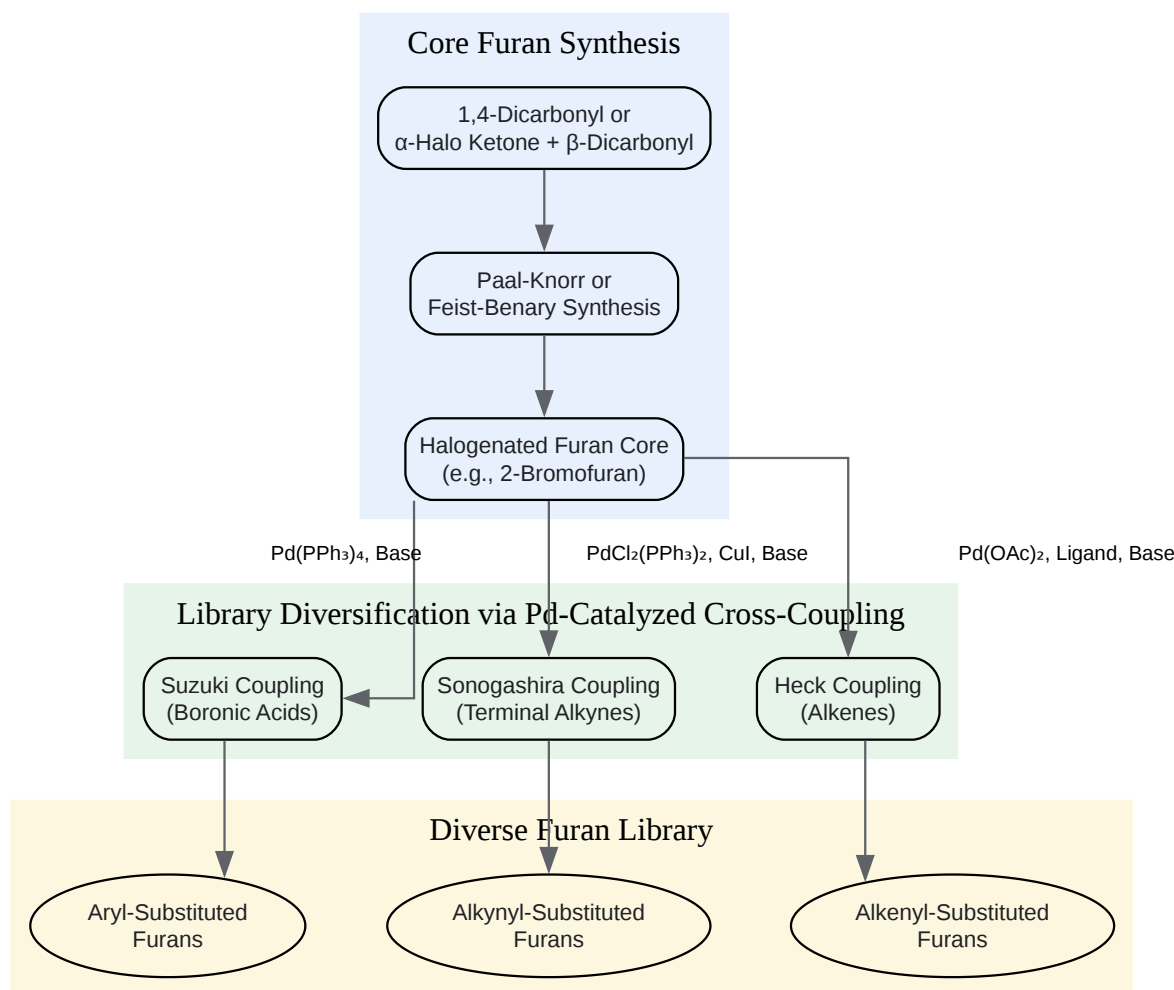 Core Furan Synthesis
1,4-Dicarbonyl or
α-Halo Ketone + β-Dicarbonyl
Paal-Knorr or
Feist-Benary Synthesis
Halogenated Furan Core
(e.g., 2-Bromofuran)
Pd(PPh₃)₄, Base
PdCl₂(PPh₃)₂, CuI, Base
Pd(OAc)₂, Ligand, Base
Library Diversification via Pd-Catalyzed Cross-Coupling
Suzuki Coupling
(Boronic Acids)
Sonogashira Coupling
(Terminal Alkynes)
Heck Coupling
(Alkenes)
Diverse Furan Library
Aryl-Substituted
Furans
Alkynyl-Substituted
Furans
Alkenyl-Substituted
Furans